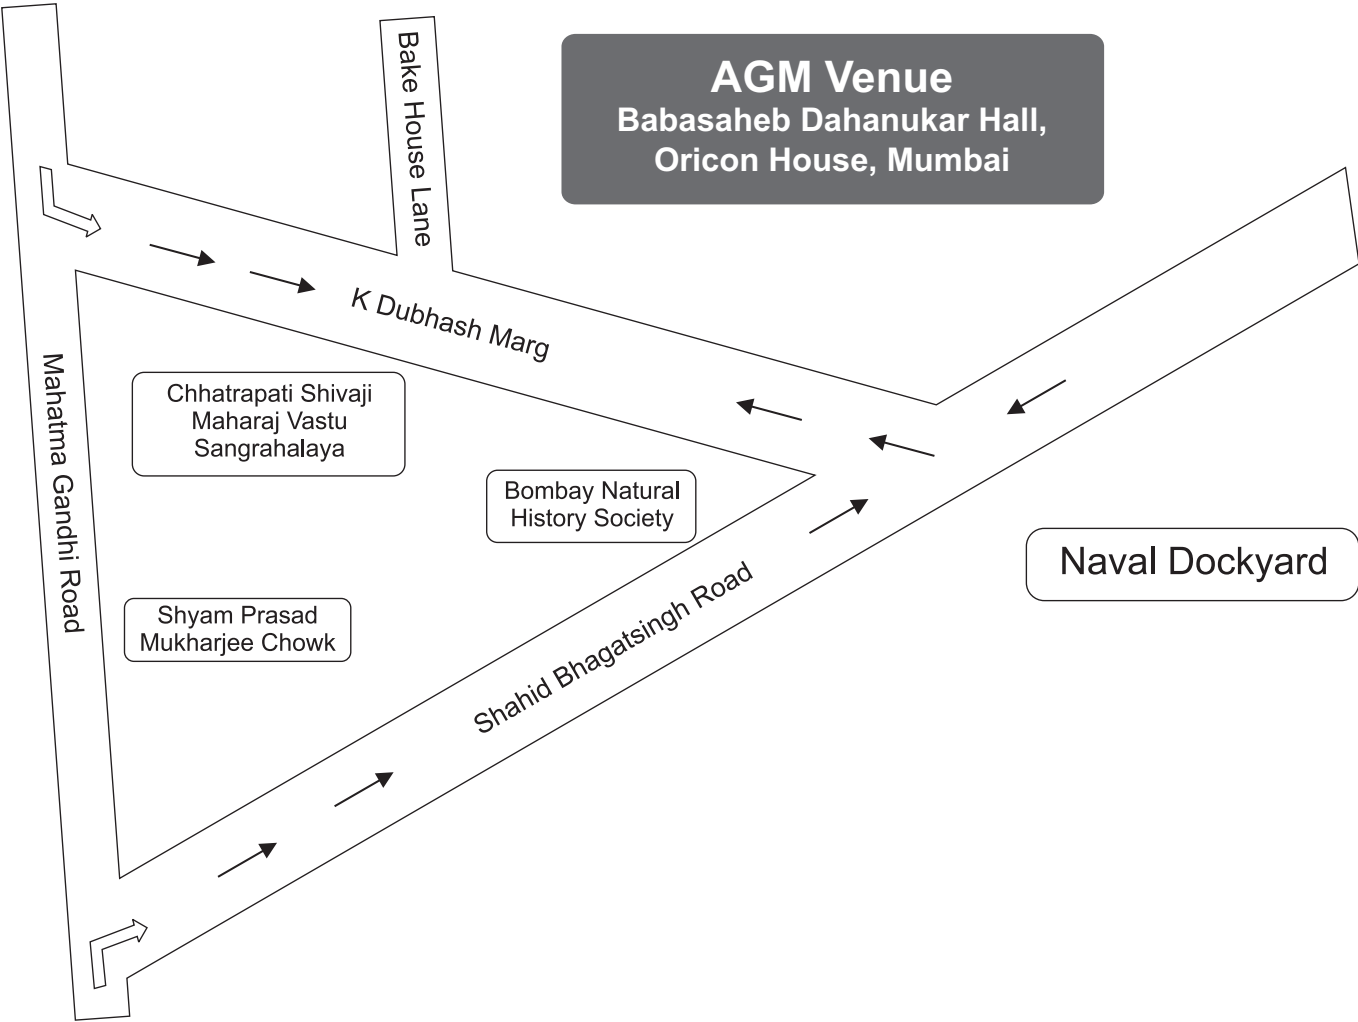 Bake House Lane
AGM Venue
Babasaheb Dahanukar Hall,
Oricon House, Mumbai
K Dubhash Marg
Mahatma Gandhi Road
Chhatrapati Shivaji
Maharaj Vastu
Sangrahalaya
Bombay Natural
History Society
Naval Dockyard
Shyam Prasad
Mukharjee Chowk
Shahid Bhagatsingh Road